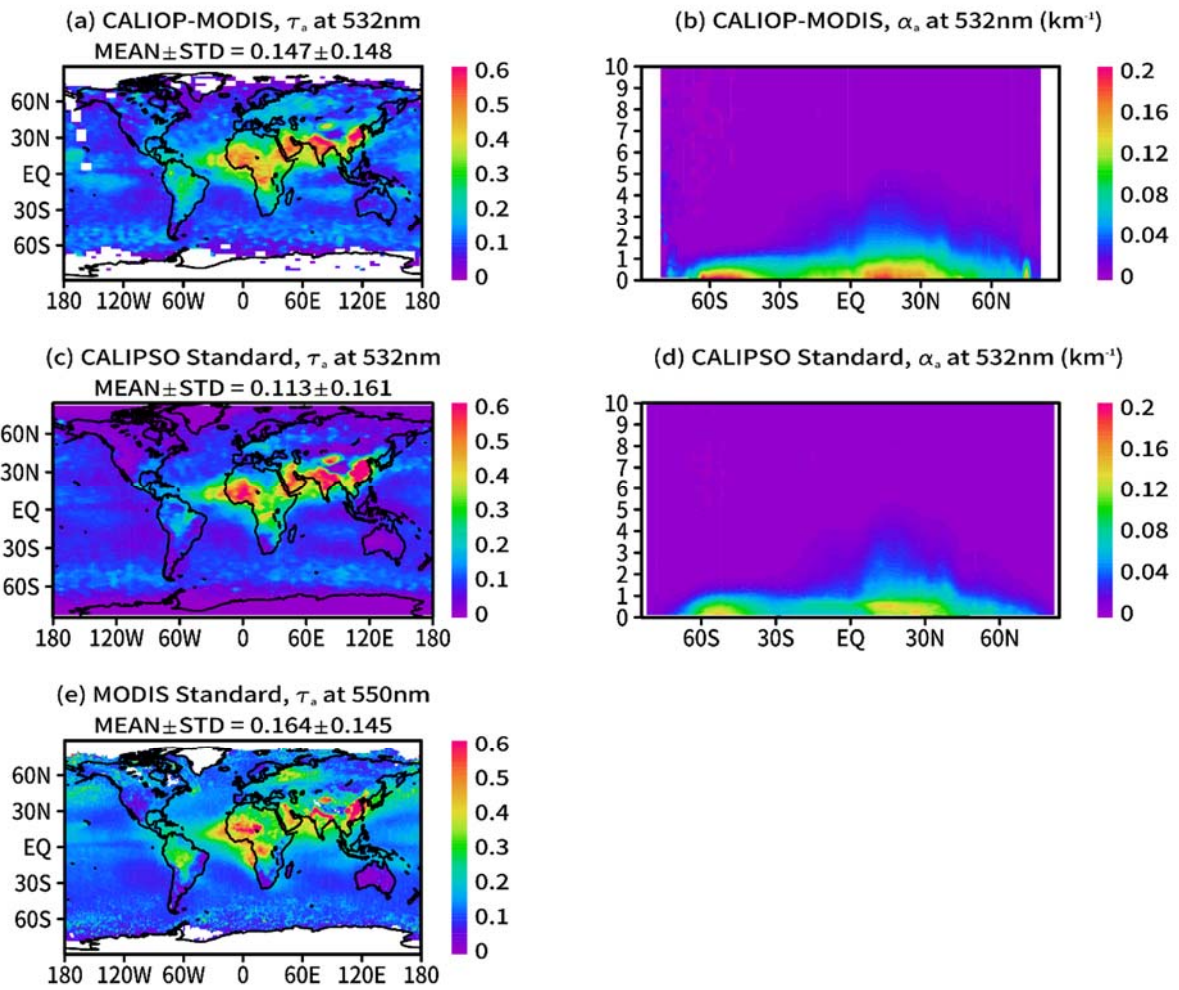 (a) CALIOP-MODIS, τₐ at 532nm
MEAN±STD = 0.147±0.148
60N
30N
EQ
30S
60S
180 120W 60W 0 60E 120E 180
0.6
0.5
0.4
0.3
0.2
0.1
0
(b) CALIOP-MODIS, αₐ at 532nm (km⁻¹)
10
9
8
7
6
5
4
3
2
1
0
60S 30S EQ 30N 60N
0.2
0.16
0.12
0.08
0.04
0
(c) CALIPSO Standard, τₐ at 532nm
MEAN±STD = 0.113±0.161
60N
30N
EQ
30S
60S
180 120W 60W 0 60E 120E 180
0.6
0.5
0.4
0.3
0.2
0.1
0
(d) CALIPSO Standard, αₐ at 532nm (km⁻¹)
10
9
8
7
6
5
4
3
2
1
0
60S 30S EQ 30N 60N
0.2
0.16
0.12
0.08
0.04
0
(e) MODIS Standard, τₐ at 550nm
MEAN±STD = 0.164±0.145
60N
30N
EQ
30S
60S
180 120W 60W 0 60E 120E 180
0.6
0.5
0.4
0.3
0.2
0.1
0